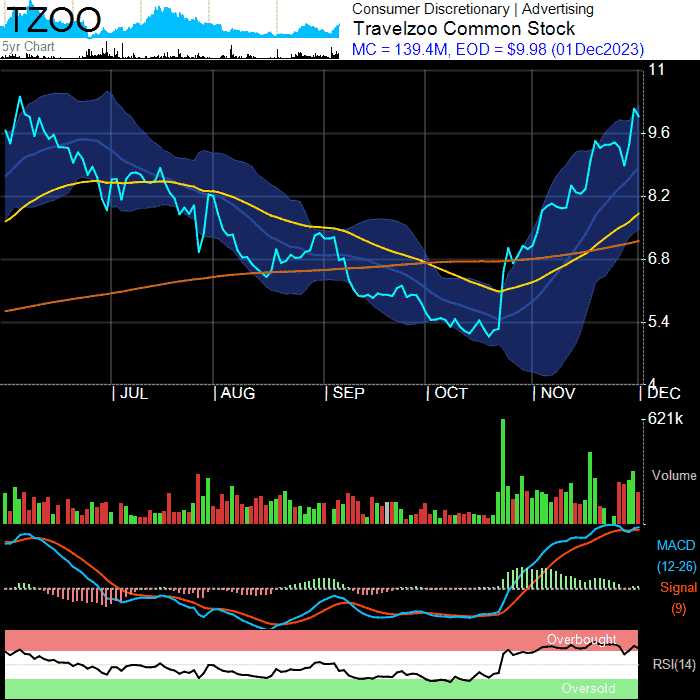 TZOO
5yr Chart
Consumer Discretionary | Advertising
Travelzoo Common Stock
MC = 139.4M, EOD = $9.98 (01Dec2023)
11
9.6
8.2
6.8
5.4
4
JUL AUG SEP OCT NOV DEC
621k
Volume
MACD
(12-26)
Signal
(9)
Overbought
RSI(14)
Oversold